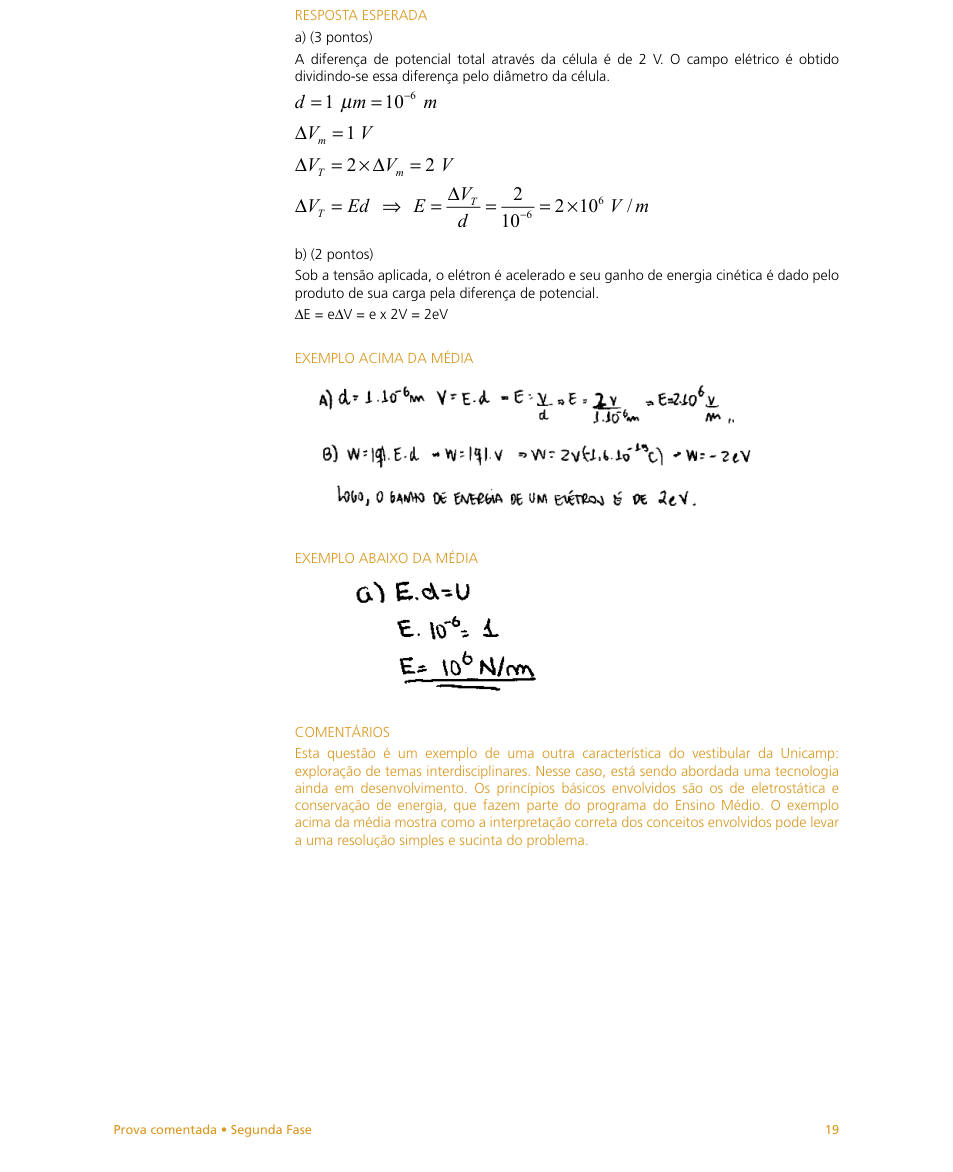 RESPOSTA ESPERADA
a) (3 pontos)
A diferença de potencial total através da célula é de 2 V. O campo elétrico é obtido
dividindo-se essa diferença pelo diâmetro da célula.
d = 1 μm = 10⁻⁶ m
ΔVₘ = 1 V
ΔV_T = 2 × ΔVₘ = 2 V
ΔV_T = Ed ⇒ E = ΔV_T / d = 2 / 10⁻⁶ = 2 × 10⁶ V / m
b) (2 pontos)
Sob a tensão aplicada, o elétron é acelerado e seu ganho de energia cinética é dado pelo
produto de sua carga pela diferença de potencial.
ΔE = eΔV = e x 2V = 2eV
EXEMPLO ACIMA DA MÉDIA
A) d = 1.10⁻⁶m V = E.d → E = V/d → E = 2V/1.10⁻⁶m → E=2.10⁶ V/m,,
B) W=|q|.E.d → W=|q|.V → W= 2V(-1,6.10⁻¹⁹C) → W=-2eV
LOGO, O GANHO DE ENERGIA DE UM ELÉTRON É DE 2eV.
EXEMPLO ABAIXO DA MÉDIA
a) E.d=U
E. 10⁻⁶= 1
E= 10⁶ N/m
COMENTÁRIOS
Esta questão é um exemplo de uma outra característica do vestibular da Unicamp:
exploração de temas interdisciplinares. Nesse caso, está sendo abordada uma tecnologia
ainda em desenvolvimento. Os princípios básicos envolvidos são os de eletrostática e
conservação de energia, que fazem parte do programa do Ensino Médio. O exemplo
acima da média mostra como a interpretação correta dos conceitos envolvidos pode levar
a uma resolução simples e sucinta do problema.
Prova comentada • Segunda Fase 19